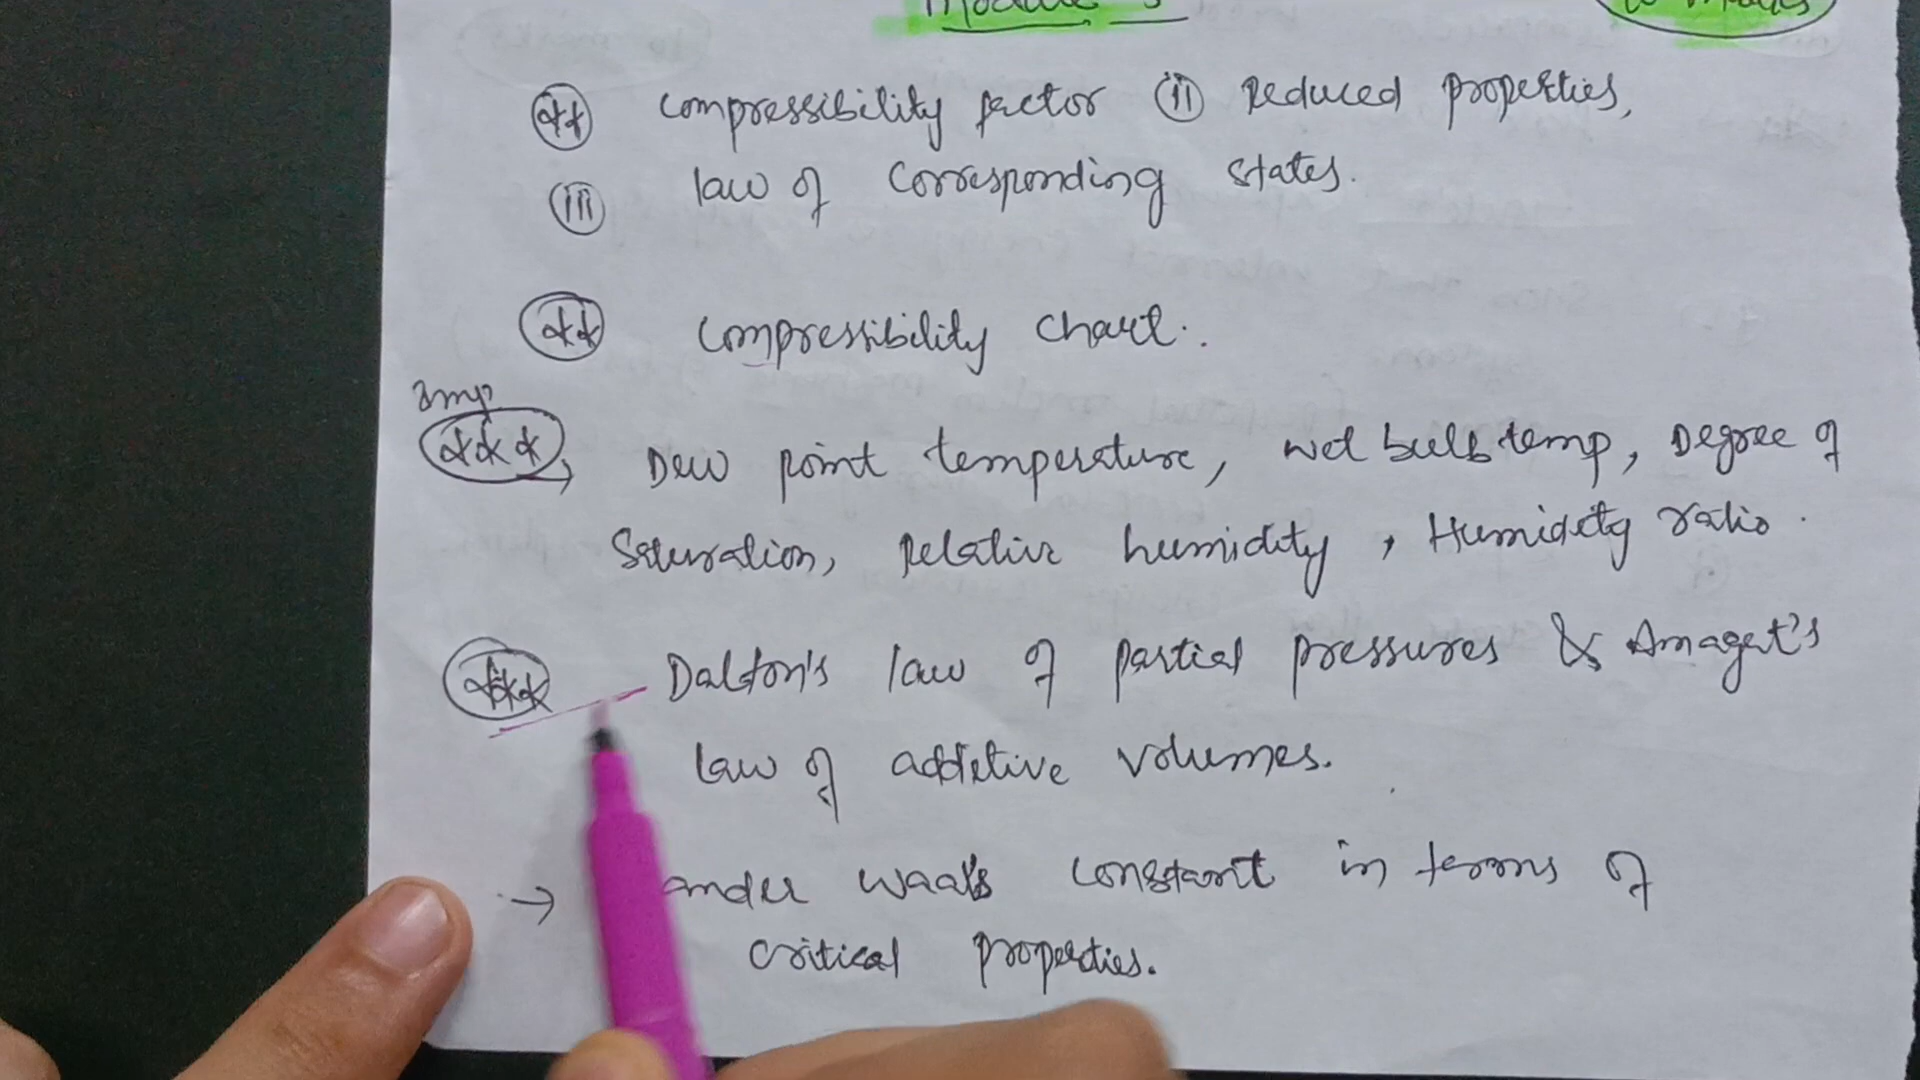 Module 5
** compressibility factor (ii) Reduced properties,
(iii) law of corresponding states.
** compressibility chart.
Imp
*** Dew point temperature, wet bulb temp, Degree of
Saturation, Relative humidity, Humidity ratio.
*** Dalton's law of partial pressures & Amagat's
law of additive volumes.
→ ander waals constant in terms of
critical properties.